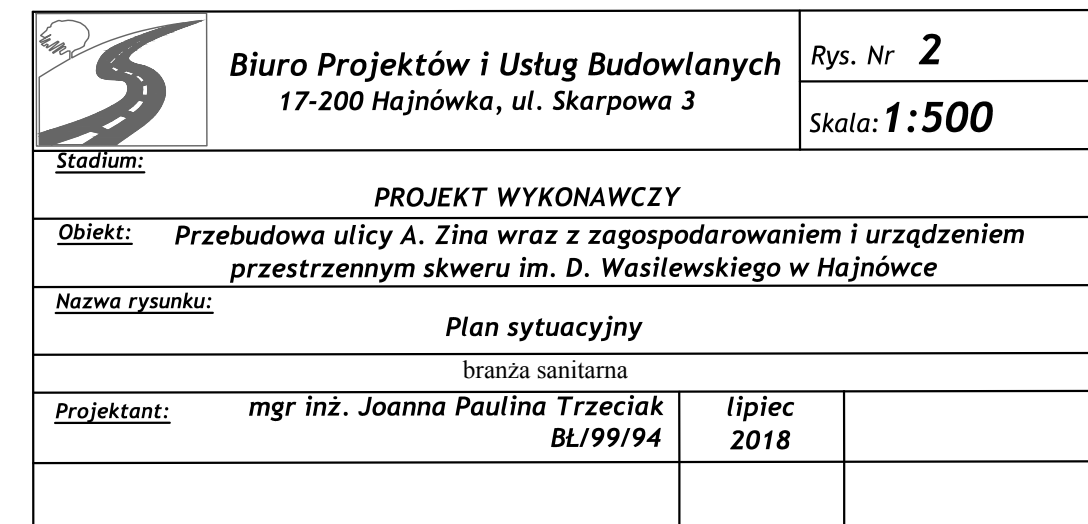 Biuro Projektów i Usług Budowlanych
17-200 Hajnówka, ul. Skarpowa 3
Rys. Nr 2
Skala: 1:500
Stadium:
PROJEKT WYKONAWCZY
Obiekt: Przebudowa ulicy A. Zina wraz z zagospodarowaniem i urządzeniem
przestrzennym skweru im. D. Wasilewskiego w Hajnówce
Nazwa rysunku:
Plan sytuacyjny
branża sanitarna
Projektant: mgr inż. Joanna Paulina Trzeciak
BŁ/99/94
lipiec
2018